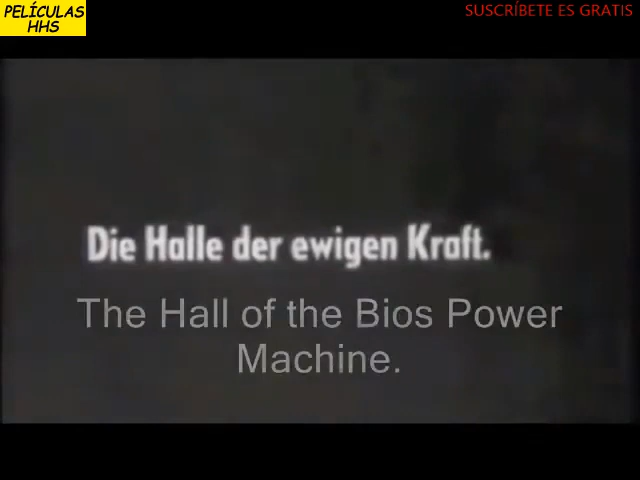 PELÍCULAS
HHS
SUSCRÍBETE ES GRATIS
Die Halle der ewigen Kraft.
The Hall of the Bios Power
Machine.